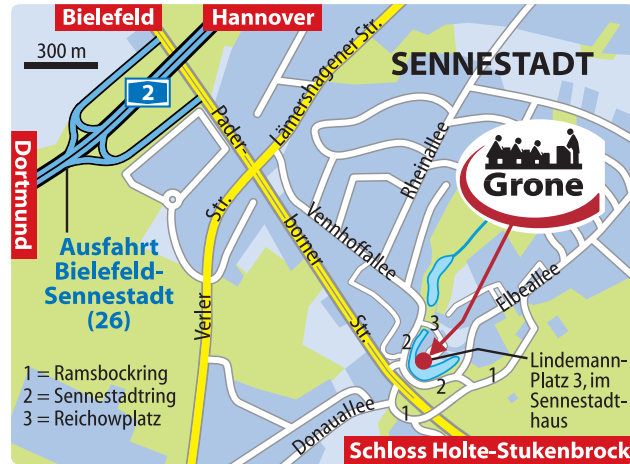 Bielefeld
Hannover
300 m
2
Dortmund
SENNESTADT
Lämershagener Str.
Pader-
borner
Str.
Rheinallee
Grone
Vennhoffallee
Elbeallee
Ausfahrt
Bielefeld-
Sennestadt
(26)
Verler
Str.
3
2
2
1
1
1 = Ramsbockring
2 = Sennestadtring
3 = Reichowplatz
Lindemann-
Platz 3, im
Sennestadt-
haus
Donauallee
Schloss Holte-Stukenbrock